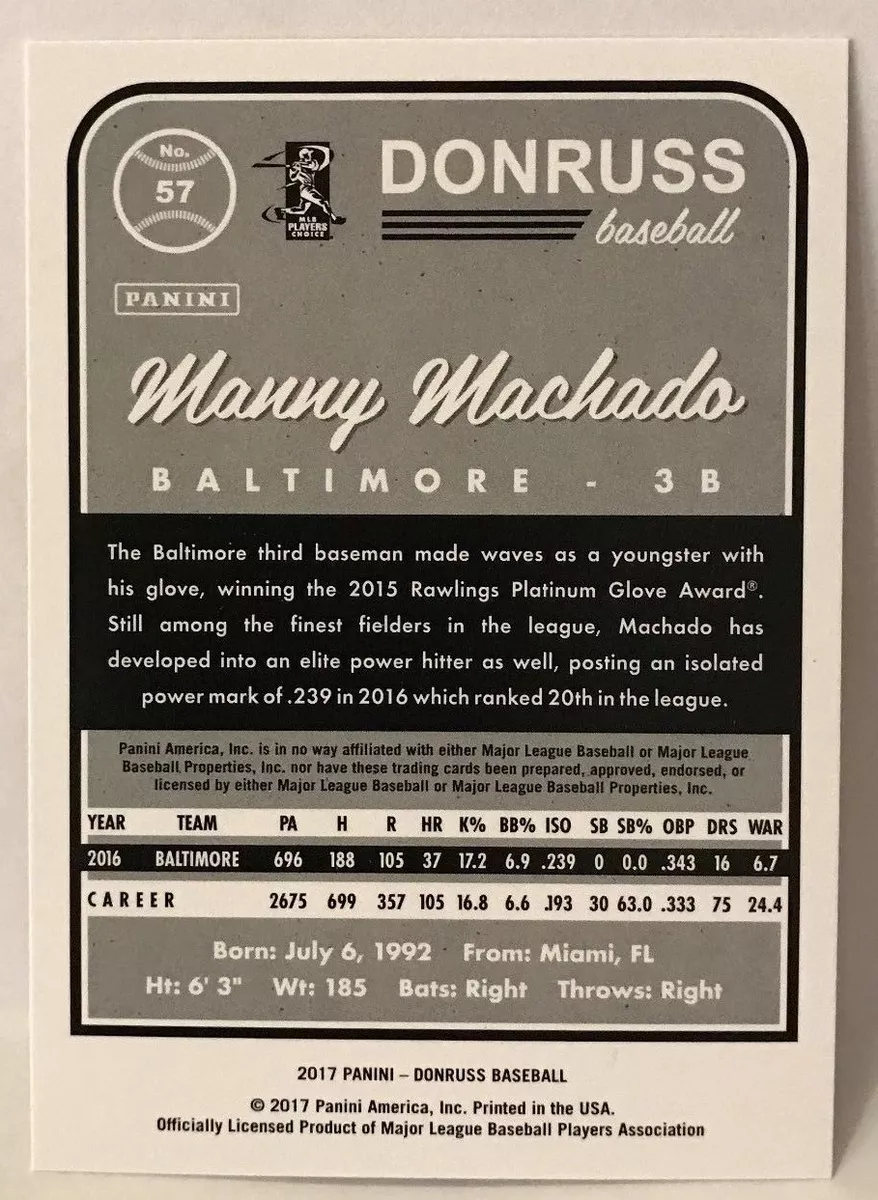 No.
57
MLB
PLAYERS
CHOICE
DONRUSS
baseball
PANINI
Manny Machado
BALTIMORE - 3B
The Baltimore third baseman made waves as a youngster with
his glove, winning the 2015 Rawlings Platinum Glove Award®.
Still among the finest fielders in the league, Machado has
developed into an elite power hitter as well, posting an isolated
power mark of .239 in 2016 which ranked 20th in the league.
Panini America, Inc. is in no way affiliated with either Major League Baseball or Major League
Baseball Properties, Inc. nor have these trading cards been prepared, approved, endorsed, or
licensed by either Major League Baseball or Major League Baseball Properties, Inc.
YEAR TEAM PA H R HR K% BB% ISO SB SB% OBP DRS WAR
2016 BALTIMORE 696 188 105 37 17.2 6.9 .239 0 0.0 .343 16 6.7
CAREER 2675 699 357 105 16.8 6.6 .193 30 63.0 .333 75 24.4
Born: July 6, 1992 From: Miami, FL
Ht: 6' 3" Wt: 185 Bats: Right Throws: Right
2017 PANINI – DONRUSS BASEBALL
© 2017 Panini America, Inc. Printed in the USA.
Officially Licensed Product of Major League Baseball Players Association